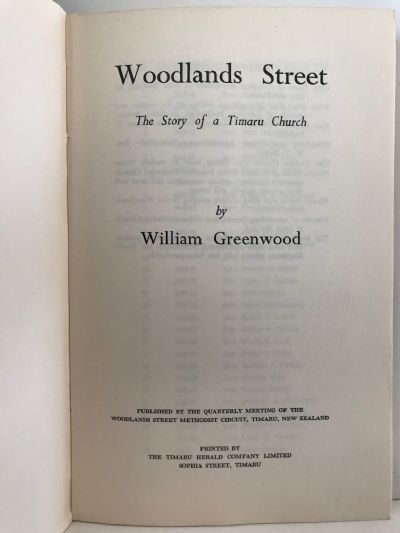 Woodlands Street
The Story of a Timaru Church
by
William Greenwood
PUBLISHED BY THE QUARTERLY MEETING OF THE
WOODLANDS STREET METHODIST CIRCUIT, TIMARU, NEW ZEALAND
PRINTED BY
THE TIMARU HERALD COMPANY LIMITED
SOPHIA STREET, TIMARU